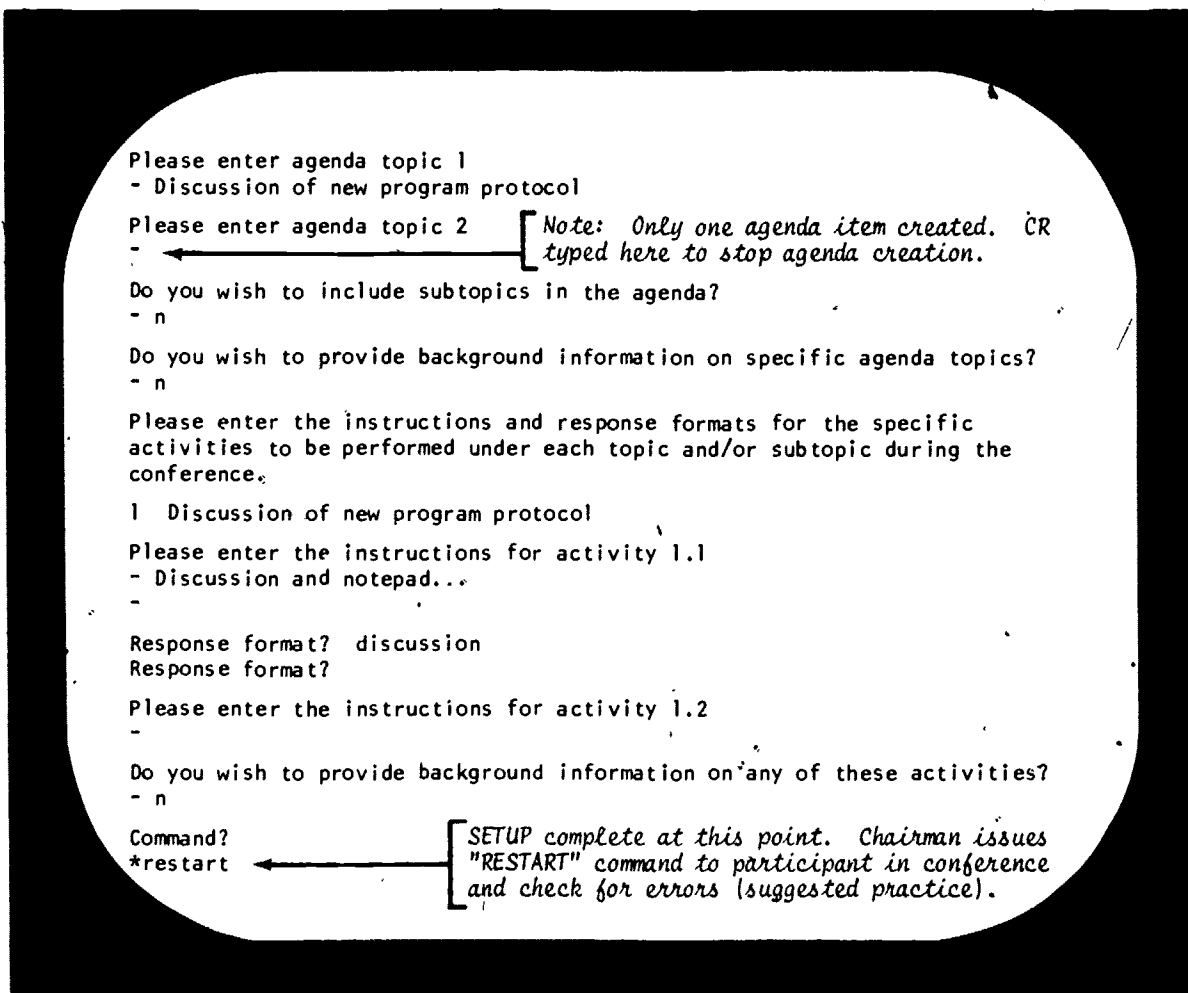 Please enter agenda topic 1
- Discussion of new program protocol
Please enter agenda topic 2
-
Note: Only one agenda item created. CR
typed here to stop agenda creation.
Do you wish to include subtopics in the agenda?
- n
Do you wish to provide background information on specific agenda topics?
- n
Please enter the instructions and response formats for the specific
activities to be performed under each topic and/or subtopic during the
conference.
1 Discussion of new program protocol
Please enter the instructions for activity 1.1
- Discussion and notepad...
-
Response format? discussion
Response format?
Please enter the instructions for activity 1.2
-
Do you wish to provide background information on any of these activities?
- n
Command?
*restart
SETUP complete at this point. Chairman issues
"RESTART" command to participant in conference
and check for errors (suggested practice).